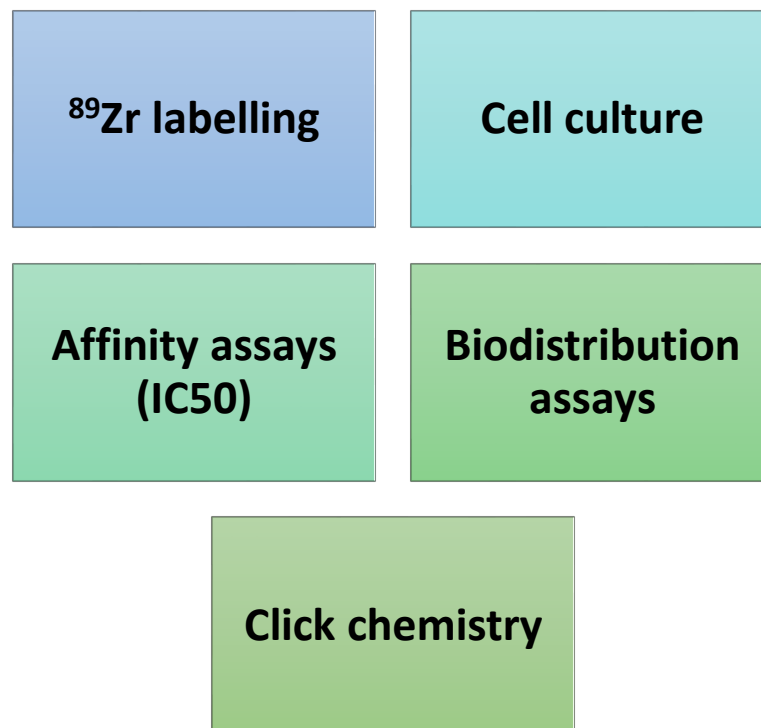 ⁸⁹Zr labelling
Cell culture
Affinity assays
(IC50)
Biodistribution
assays
Click chemistry